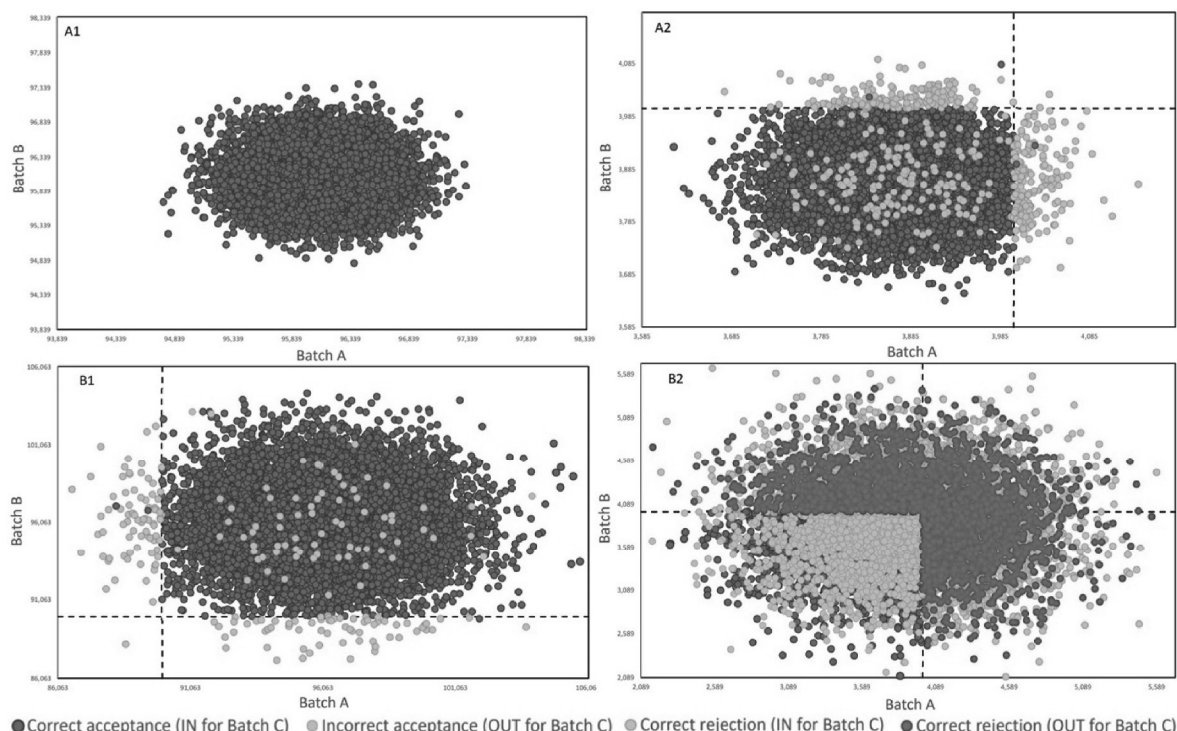 A1
98,339
97,839
97,339
96,839
96,339
95,839
95,339
94,839
94,339
93,839
Batch B
93,839 94,339 94,839 95,339 95,839 96,339 96,839 97,339 97,839 98,339
Batch A
A2
4,085
3,985
3,885
3,785
3,685
3,585
Batch B
3,585 3,685 3,785 3,885 3,985 4,085
Batch A
B1
106,063
101,063
96,063
91,063
86,063
Batch B
86,063 91,063 96,063 101,063 106,06
Batch A
B2
5,589
5,089
4,589
4,089
3,589
3,089
2,589
2,089
Batch B
2,089 2,589 3,089 3,589 4,089 4,589 5,089 5,589
Batch A
Correct acceptance (IN for Batch C) Incorrect acceptance (OUT for Batch C) Correct rejection (IN for Batch C) Correct rejection (OUT for Batch C)